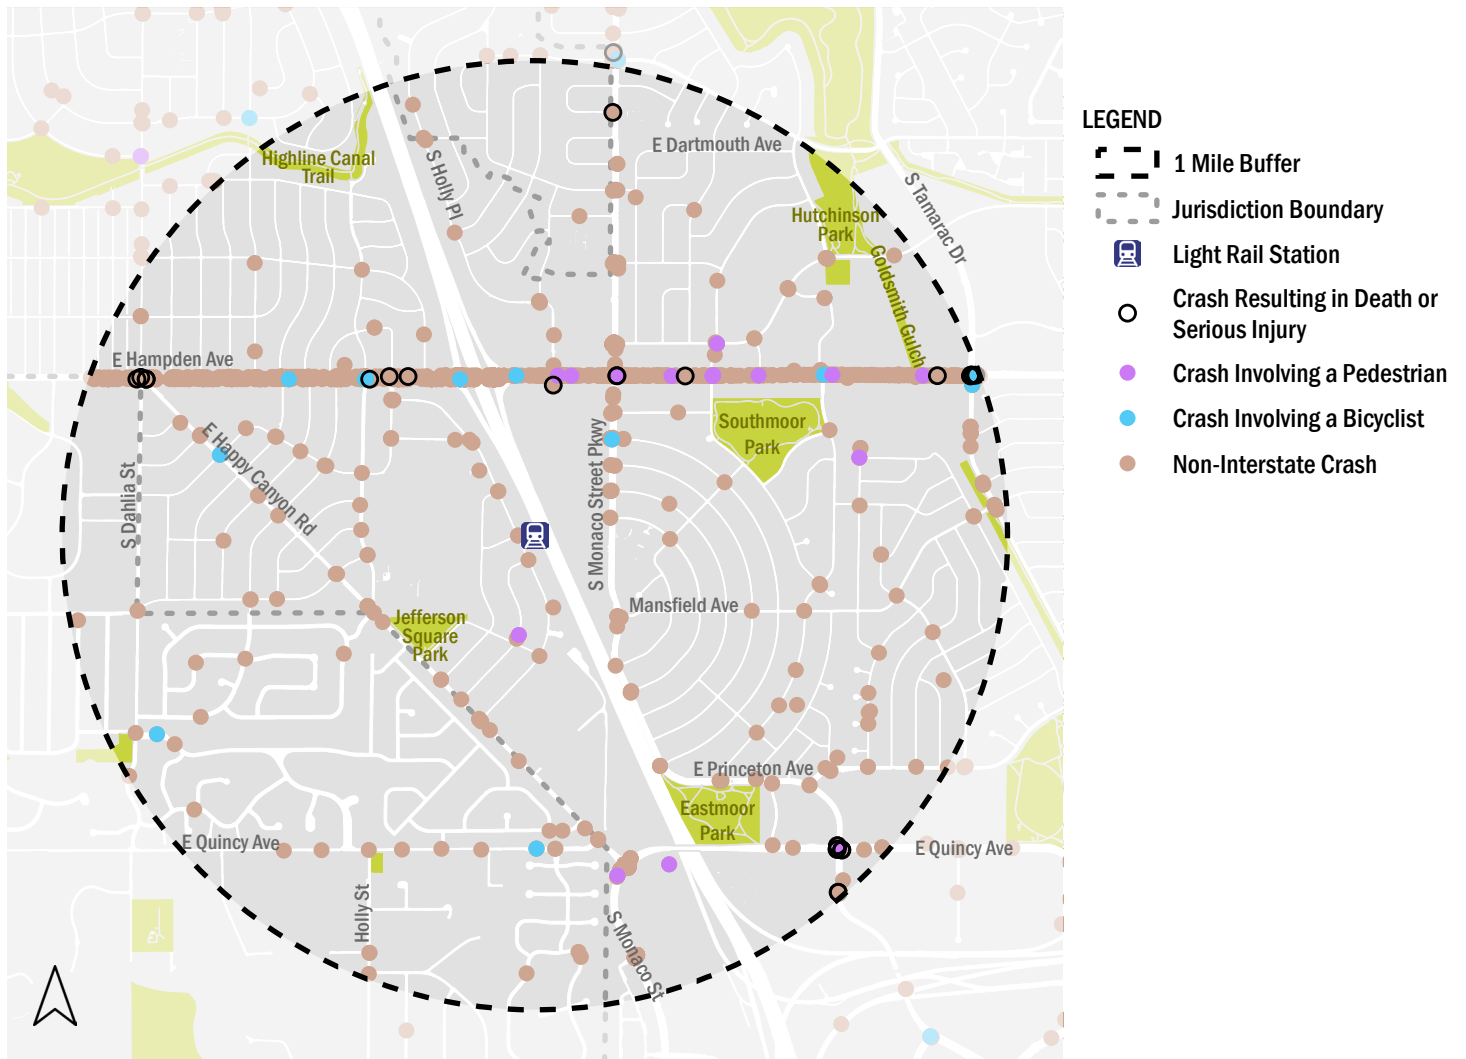 LEGEND
1 Mile Buffer
Jurisdiction Boundary
Light Rail Station
Crash Resulting in Death or
Serious Injury
Crash Involving a Pedestrian
Crash Involving a Bicyclist
Non-Interstate Crash
E Dartmouth Ave
Highline Canal
Trail
S Holly Pl
S Tamarac Dr
Hutchinson
Park
Goldsmith Gulch
E Hampden Ave
Southmoor
Park
E Happy Canyon Rd
S Dahlia St
S Monaco Street Pkwy
Mansfield Ave
Jefferson
Square
Park
E Princeton Ave
Eastmoor
Park
E Quincy Ave
E Quincy Ave
Holly St
S Monaco St